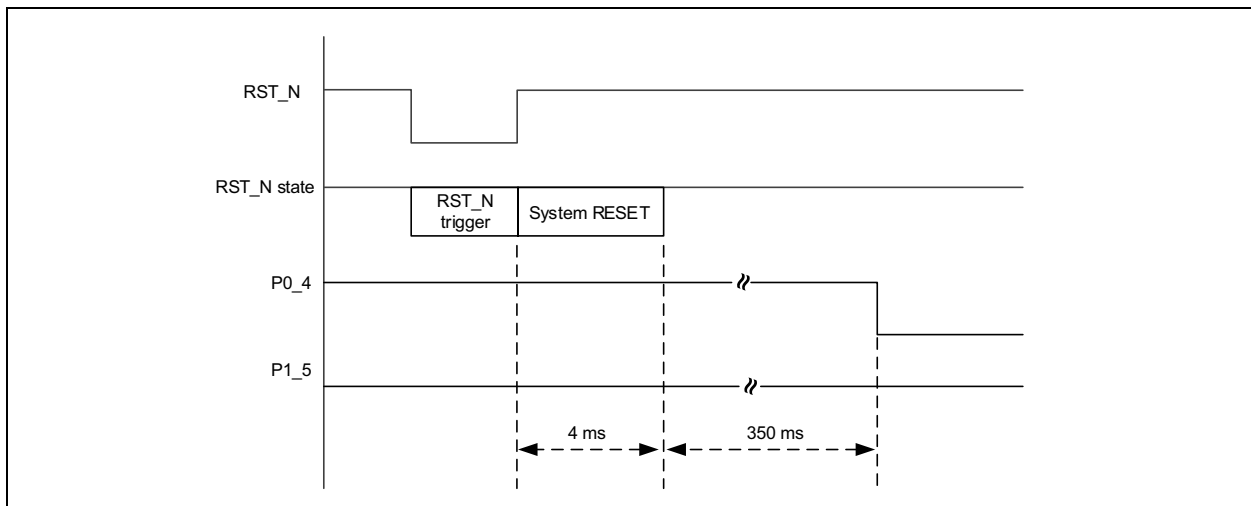 RST_N
RST_N state
RST_N
trigger
System RESET
P0_4
P1_5
4 ms
350 ms